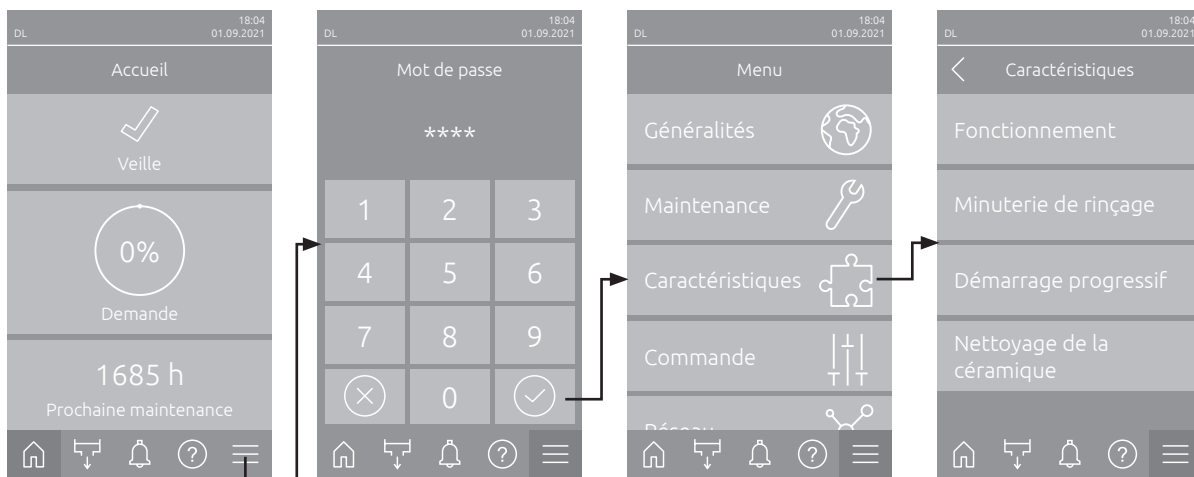 18:04
DL 01.09.2021
Accueil
Veille
0%
Demande
1685 h
Prochaine maintenance
?
18:04
DL 01.09.2021
Mot de passe
****
1 2 3
4 5 6
7 8 9
0
?
18:04
DL 01.09.2021
Menu
Généralités
Maintenance
Caractéristiques
Commande
Réseau
?
18:04
DL 01.09.2021
Caractéristiques
Fonctionnement
Minuterie de rinçage
Démarrage progressif
Nettoyage de la
céramique
?